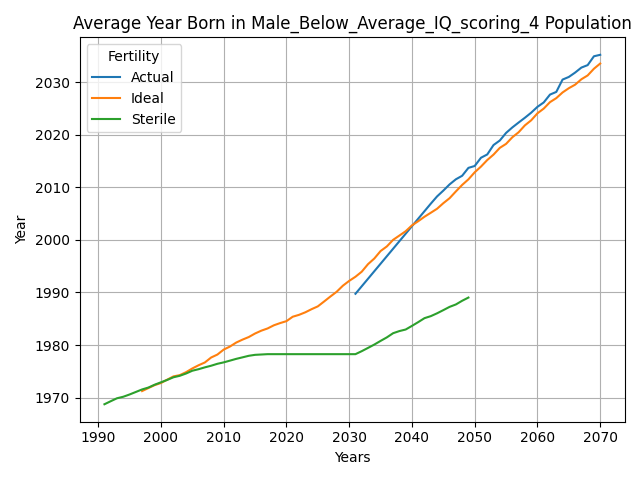 Average Year Born in Male_Below_Average_IQ_scoring_4 Population
Fertility
Actual
Ideal
Sterile
Year
2030
2020
2010
2000
1990
1980
1970
1990 2000 2010 2020 2030 2040 2050 2060 2070
Years